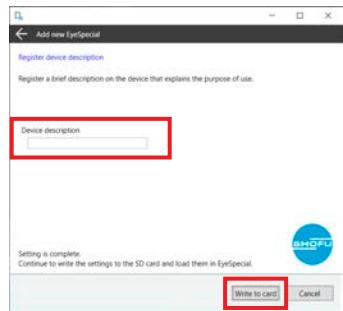 Add new EyeSpecial
Register device description
Register a brief description on the device that explains the purpose of use.
Device description
SHOFU
Setting is complete.
Continue to write the settings to the SD card and load them in EyeSpecial.
Write to card
Cancel